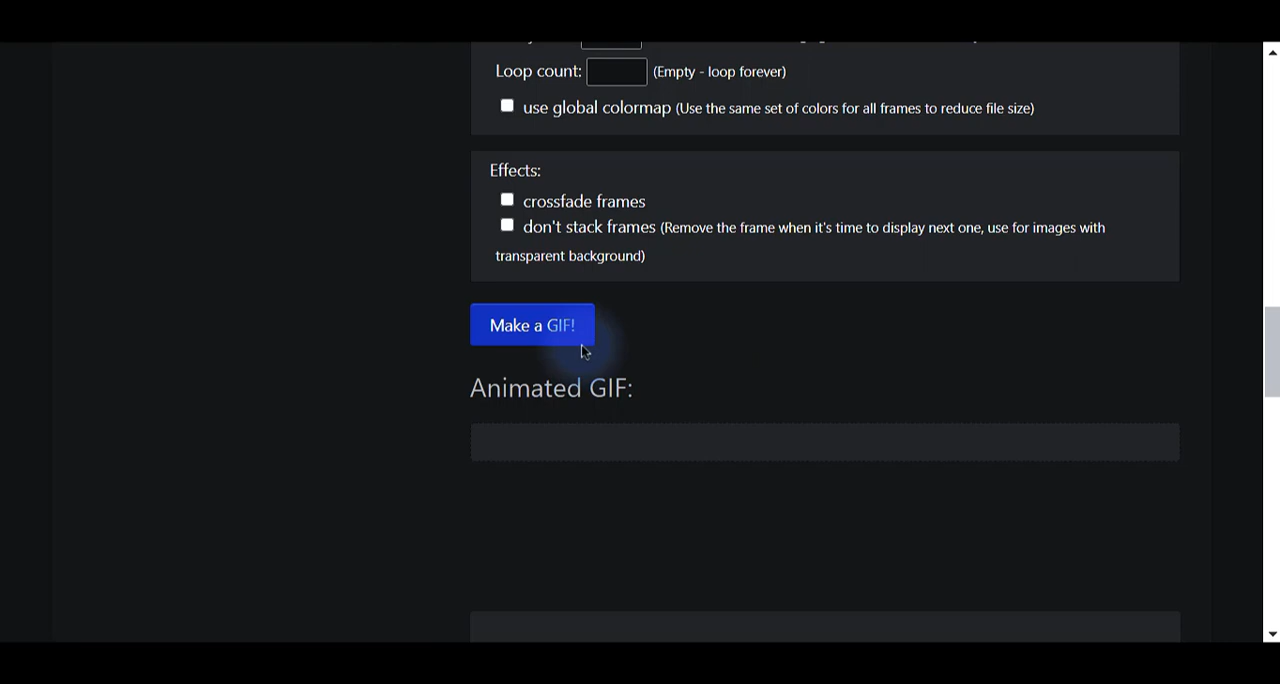 Loop count: (Empty - loop forever)
use global colormap (Use the same set of colors for all frames to reduce file size)
Effects:
crossfade frames
don't stack frames (Remove the frame when it's time to display next one, use for images with
transparent background)
Make a GIF!
Animated GIF: